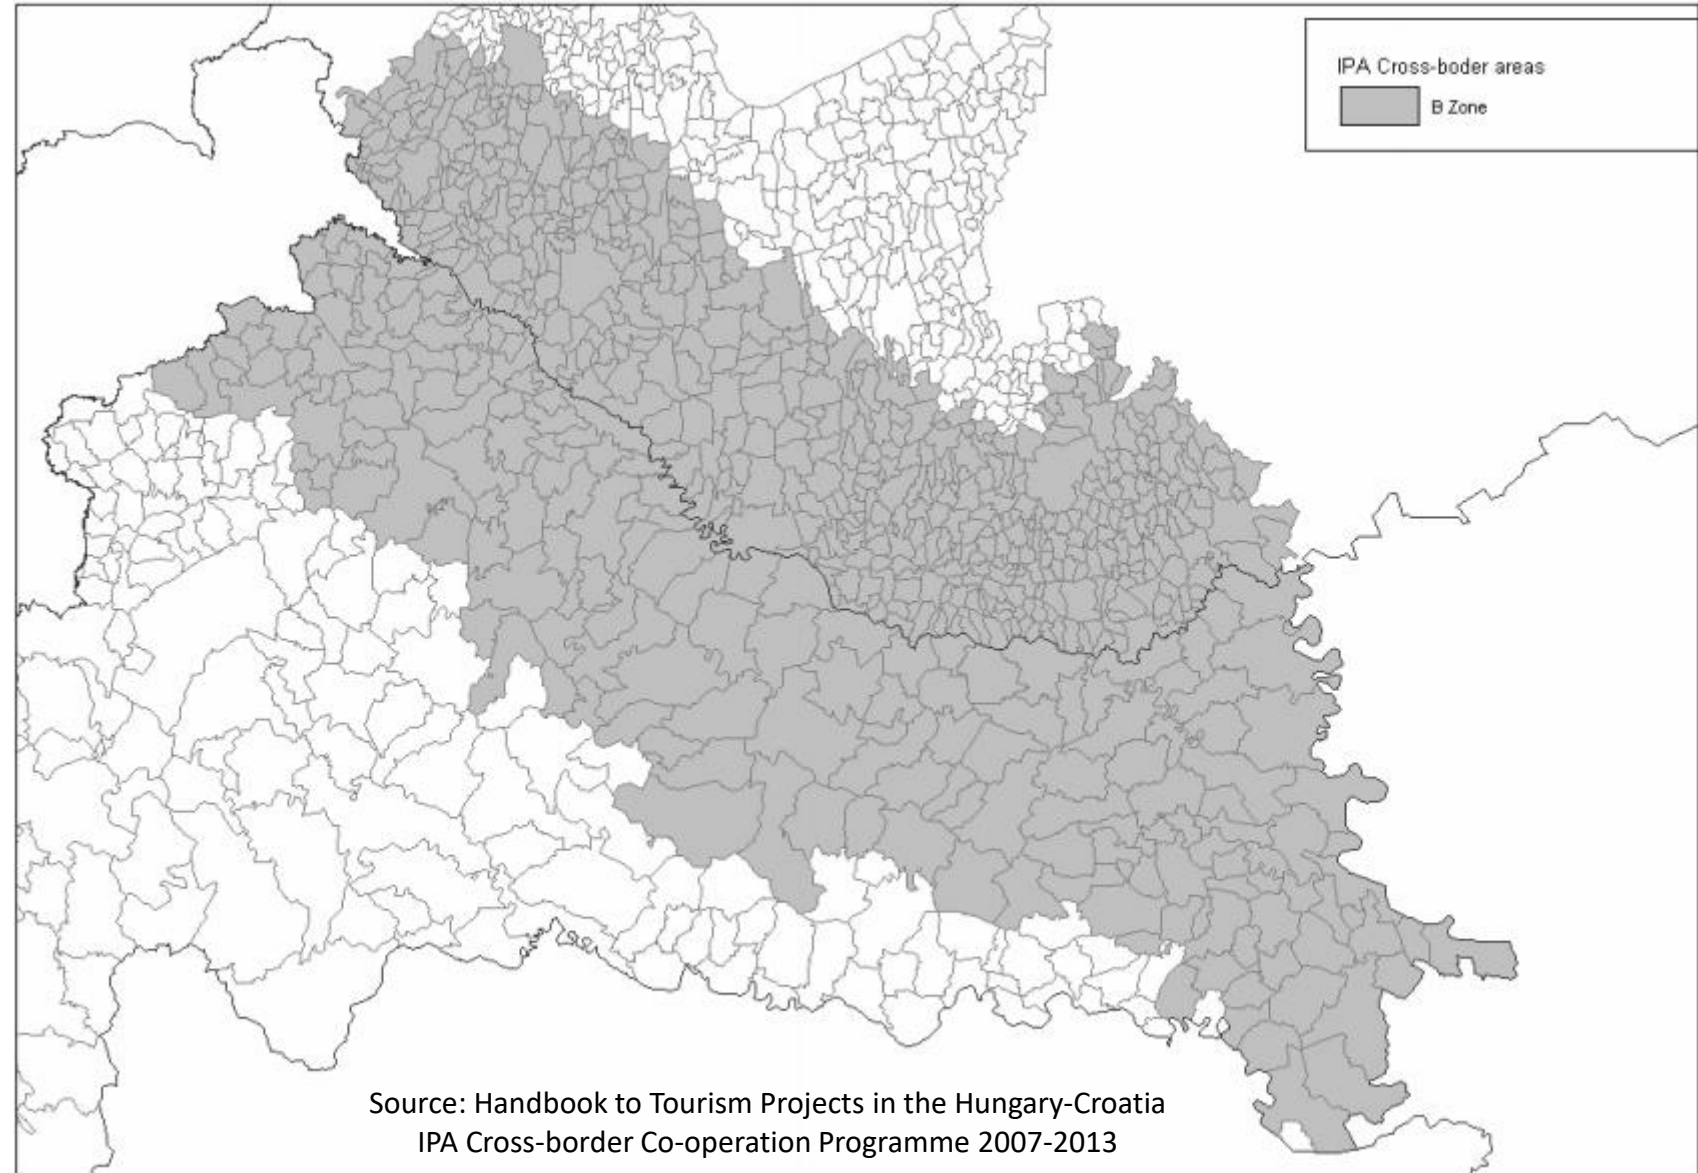 IPA Cross-boder areas
B Zone
Source: Handbook to Tourism Projects in the Hungary-Croatia
IPA Cross-border Co-operation Programme 2007-2013